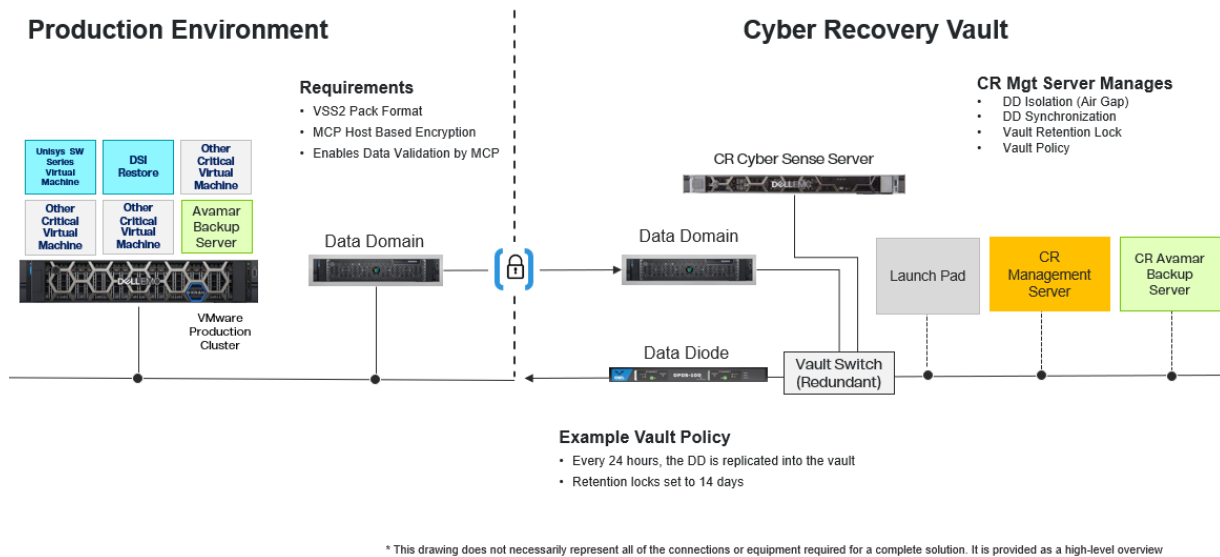 Production Environment
Cyber Recovery Vault
Requirements
• VSS2 Pack Format
• MCP Host Based Encryption
• Enables Data Validation by MCP
CR Mgt Server Manages
• DD Isolation (Air Gap)
• DD Synchronization
• Vault Retention Lock
• Vault Policy
Unisys SW
Series
Virtual
Machine
DSI
Restore
Other
Critical
Virtual
Machine
Other
Critical
Virtual
Machine
Other
Critical
Virtual
Machine
Avamar
Backup
Server
DELLEMC
VMware
Production
Cluster
Data Domain
Data Domain
CR Cyber Sense Server
DELLEMC
Launch Pad
CR
Management
Server
CR Avamar
Backup
Server
Data Diode
Vault Switch
(Redundant)
Example Vault Policy
• Every 24 hours, the DD is replicated into the vault
• Retention locks set to 14 days
* This drawing does not necessarily represent all of the connections or equipment required for a complete solution. It is provided as a high-level overview